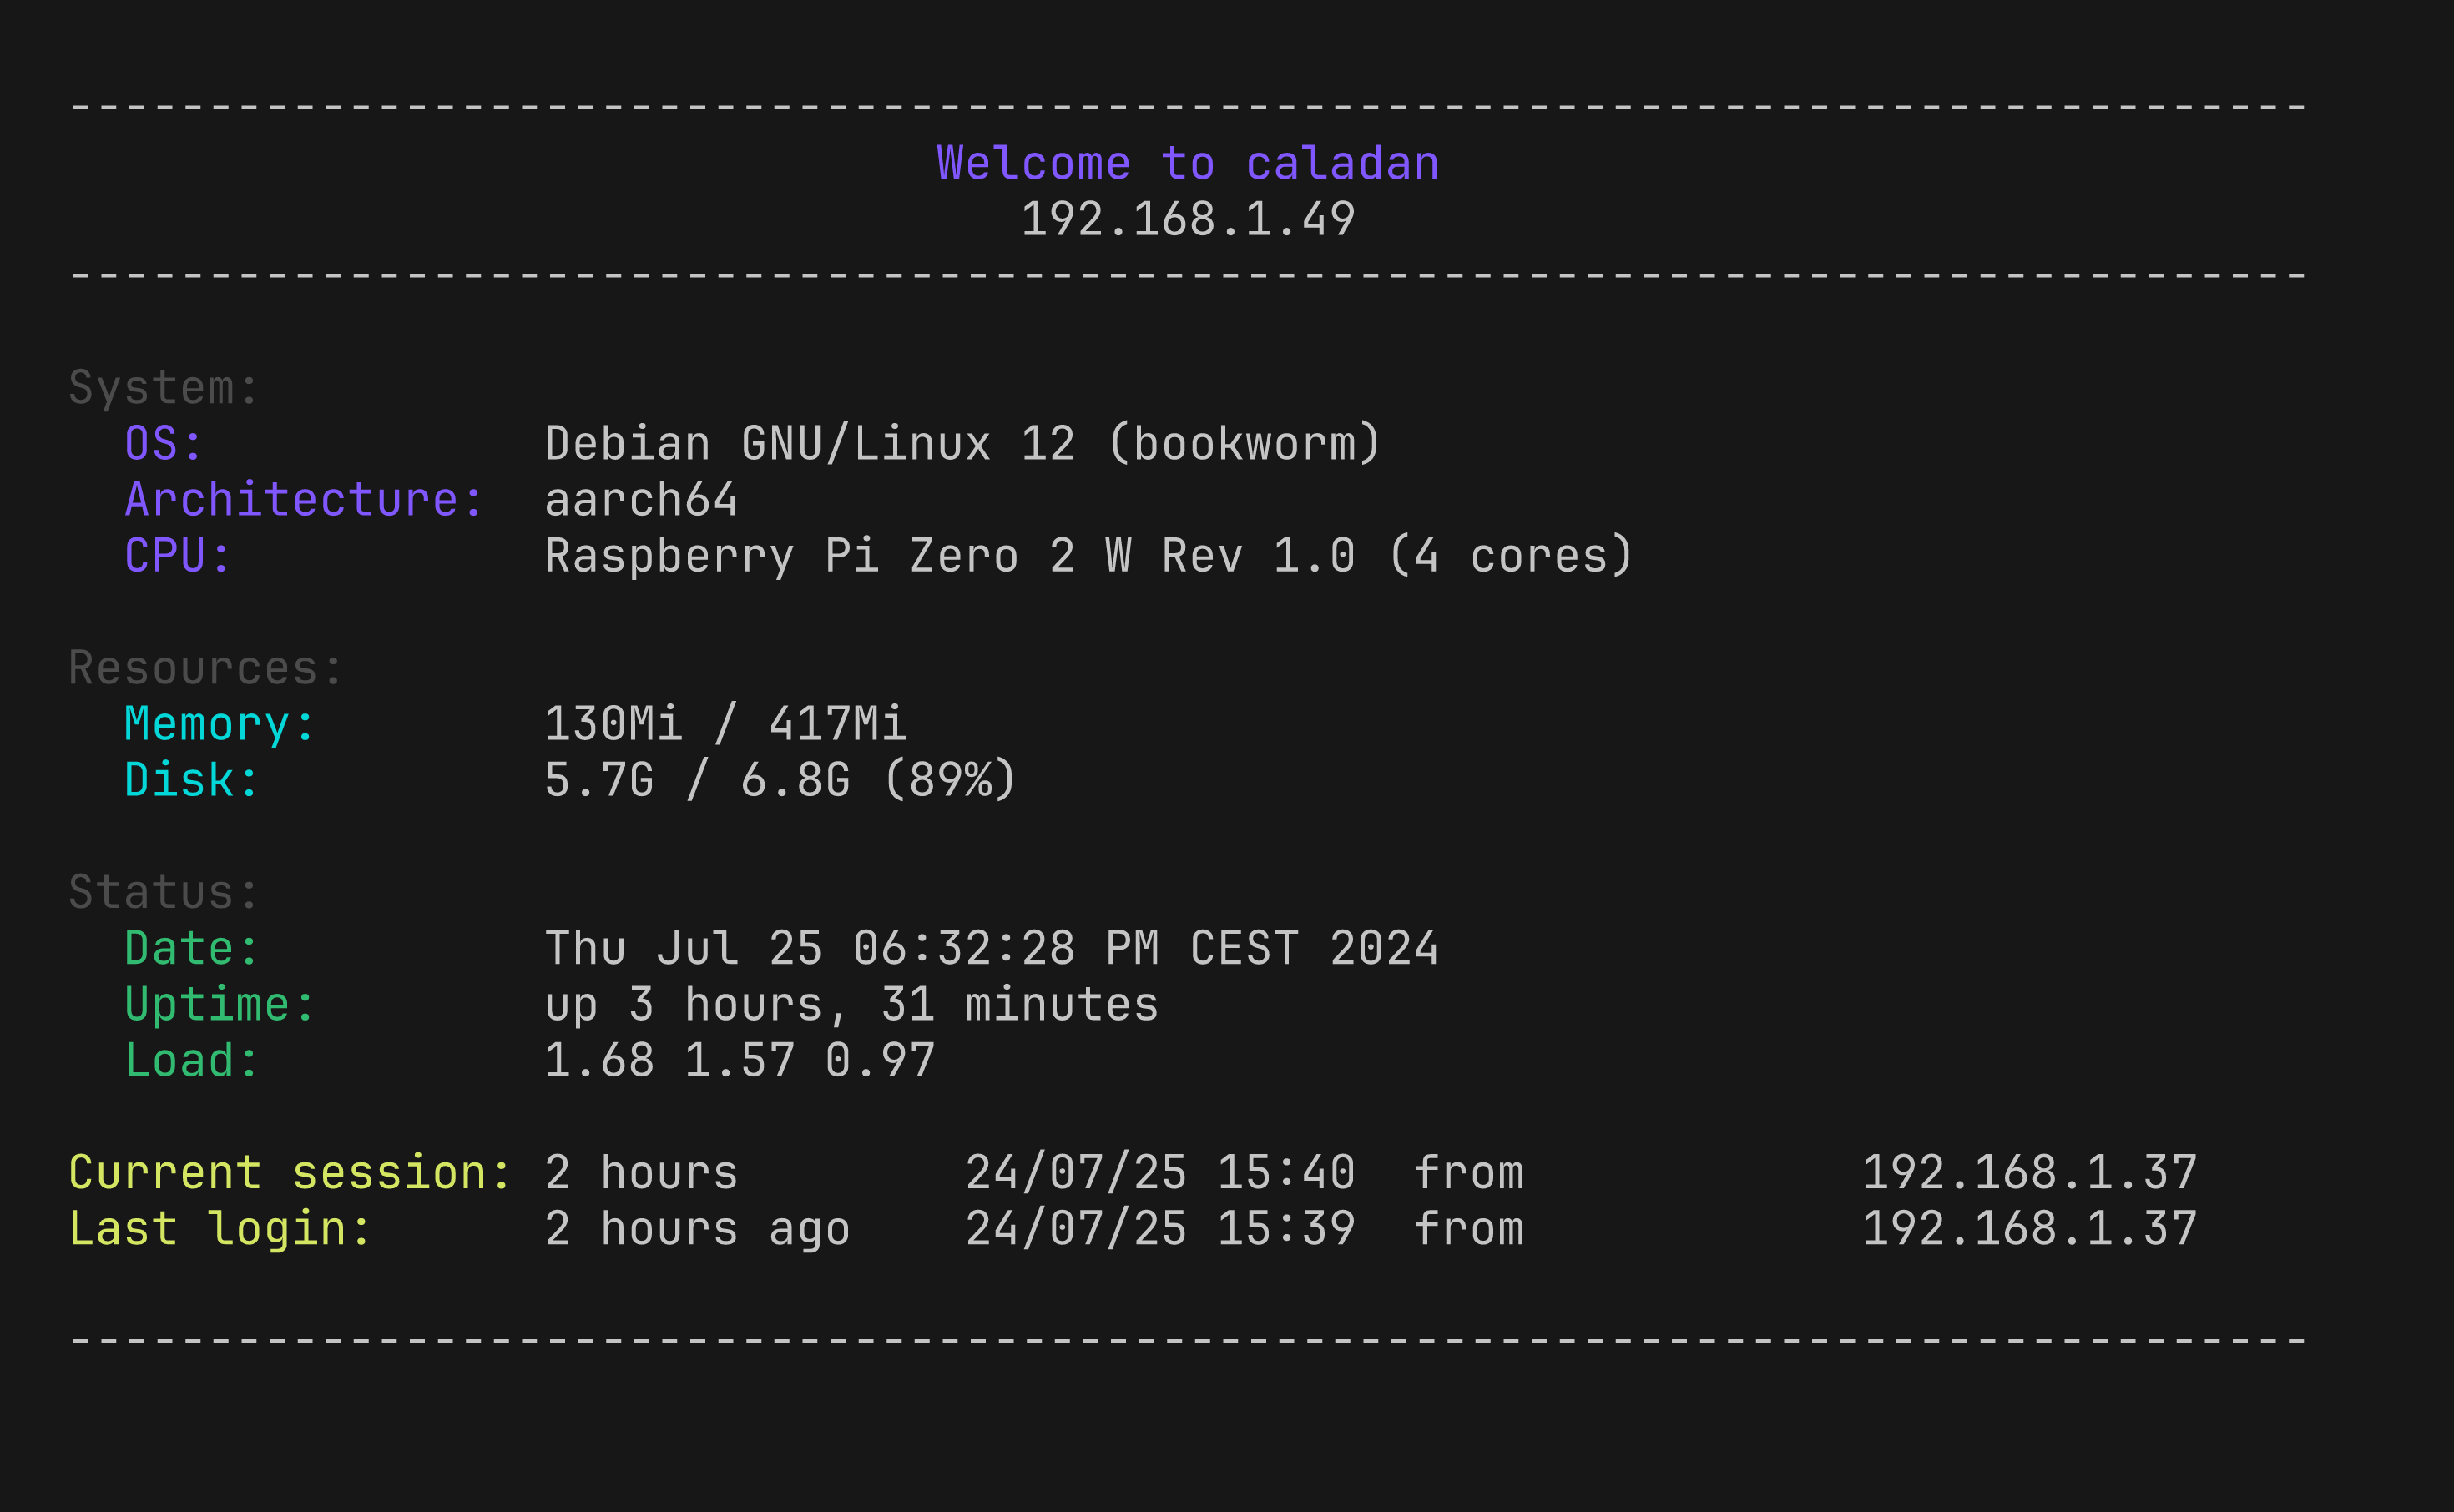 --------------------------------------------------------------------------------
Welcome to caladan
192.168.1.49
--------------------------------------------------------------------------------
System:
OS: Debian GNU/Linux 12 (bookworm)
Architecture: aarch64
CPU: Raspberry Pi Zero 2 W Rev 1.0 (4 cores)
Resources:
Memory: 130Mi / 417Mi
Disk: 5.7G / 6.8G (89%)
Status:
Date: Thu Jul 25 06:32:28 PM CEST 2024
Uptime: up 3 hours, 31 minutes
Load: 1.68 1.57 0.97
Current session: 2 hours 24/07/25 15:40 from 192.168.1.37
Last login: 2 hours ago 24/07/25 15:39 from 192.168.1.37
--------------------------------------------------------------------------------